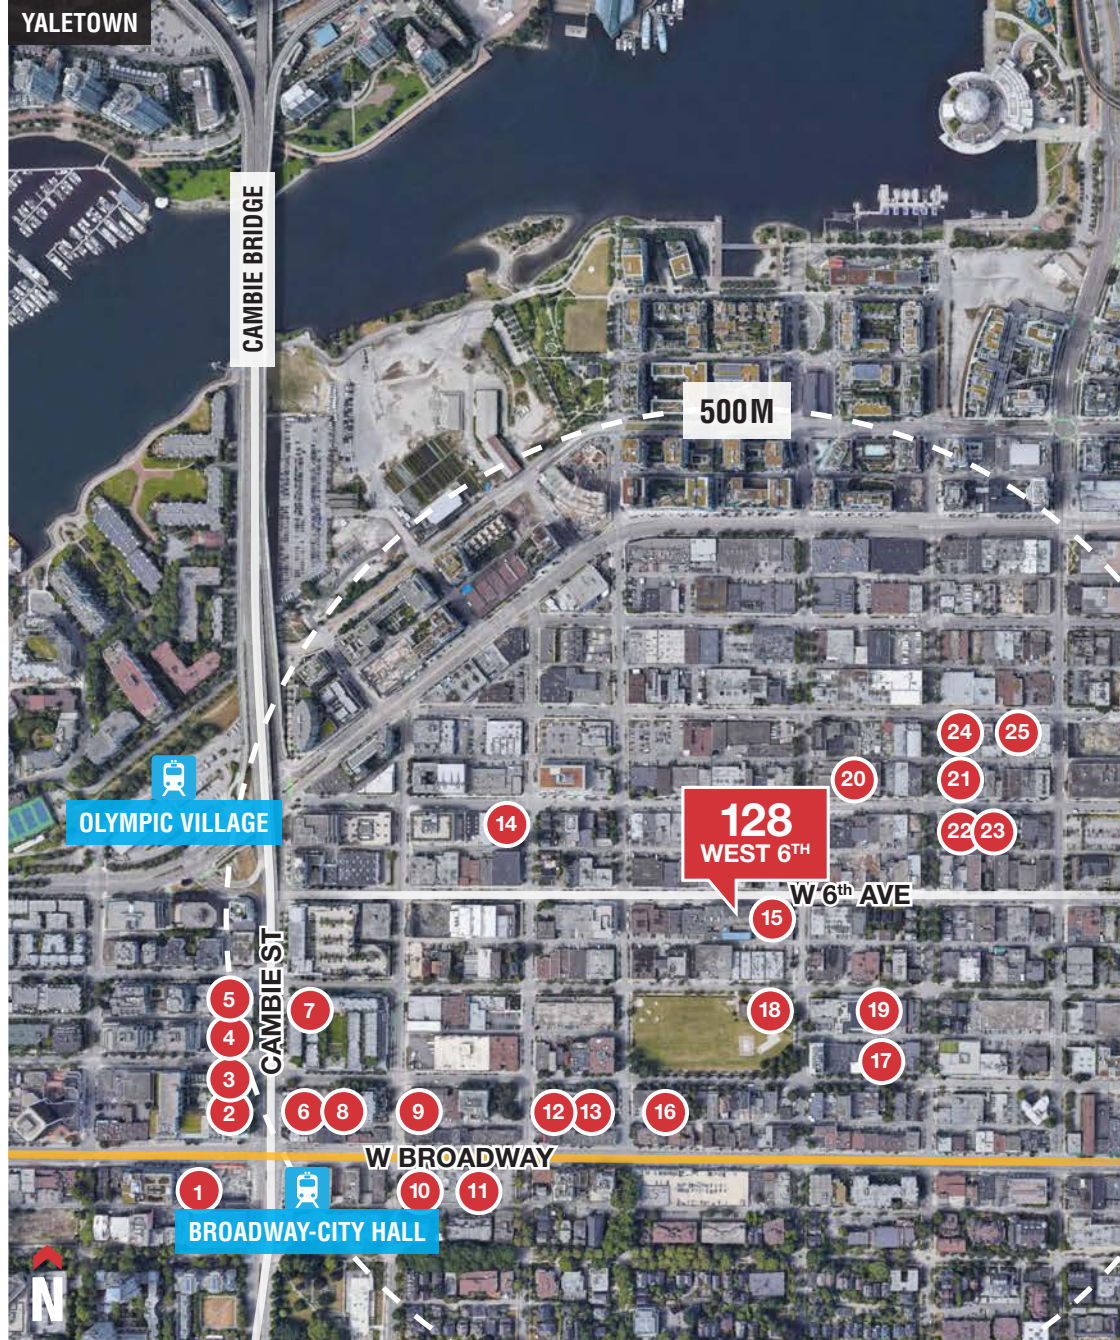 YALETOWN
CAMBIE BRIDGE
500M
24
25
20
21
OLYMPIC VILLAGE
14
128
WEST 6TH
22
23
W 6th AVE
15
CAMBIE ST
5
7
18
19
4
17
3
2
6
8
9
12
13
16
W BROADWAY
1
10
11
BROADWAY-CITY HALL
N